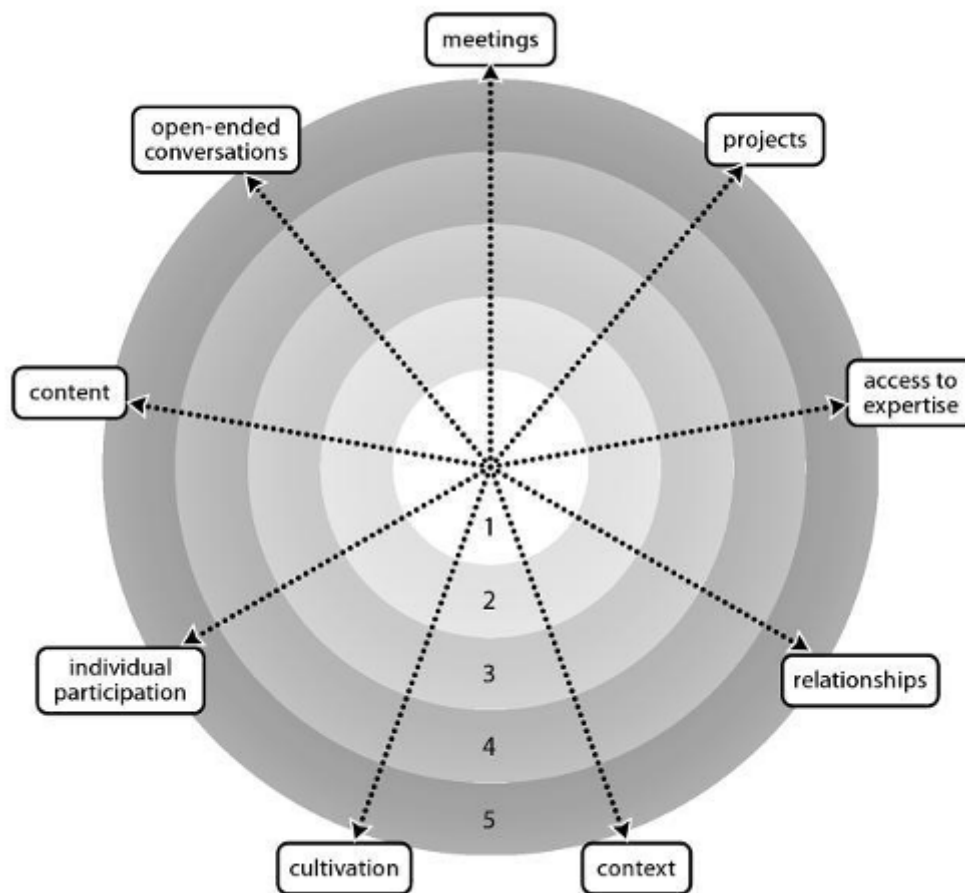 meetings
open-ended
conversations
projects
content
access to
expertise
1
2
3
4
5
individual
participation
relationships
cultivation
context